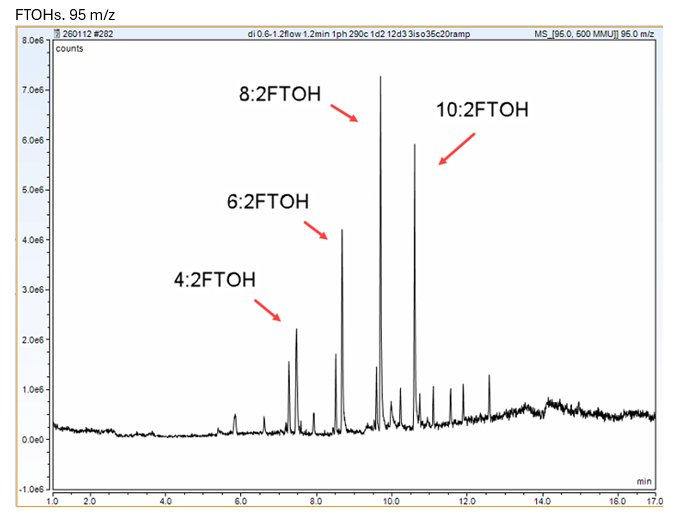 FTOHs. 95 m/z
260112 #282 di 0.6-1.2flow 1.2min 1ph 290c 1d2 12d3 3iso35c20ramp MS_[95.0, 500 MMU]] 95.0 m/z
8.0e6
counts
7.0e6
8:2FTOH
10:2FTOH
6.0e6
5.0e6
6:2FTOH
4.0e6
4:2FTOH
3.0e6
2.0e6
1.0e6
0.0e0
-1.0e6
min
1.0 2.0 4.0 6.0 8.0 10.0 12.0 14.0 16.0 17.0